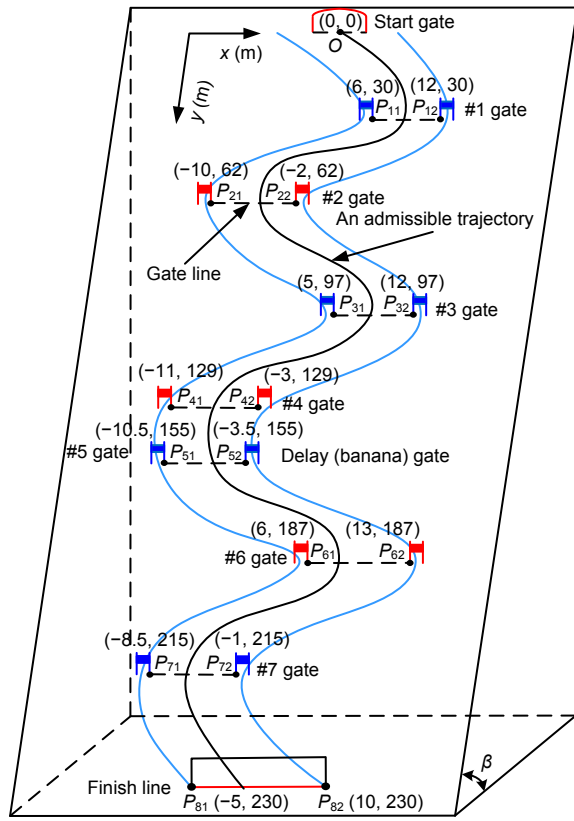 (0, 0) Start gate
O
x (m)
y (m)
(6, 30) (12, 30)
P11 P12 #1 gate
(−10, 62) (−2, 62)
P21 P22 #2 gate
An admissible trajectory
Gate line
(5, 97) (12, 97)
P31 P32 #3 gate
(−11, 129) (−3, 129)
P41 P42 #4 gate
(−10.5, 155) (−3.5, 155)
#5 gate P51 P52 Delay (banana) gate
(6, 187) (13, 187)
#6 gate P61 P62
(−8.5, 215) (−1, 215)
P71 P72 #7 gate
β
Finish line
P81 (−5, 230) P82 (10, 230)